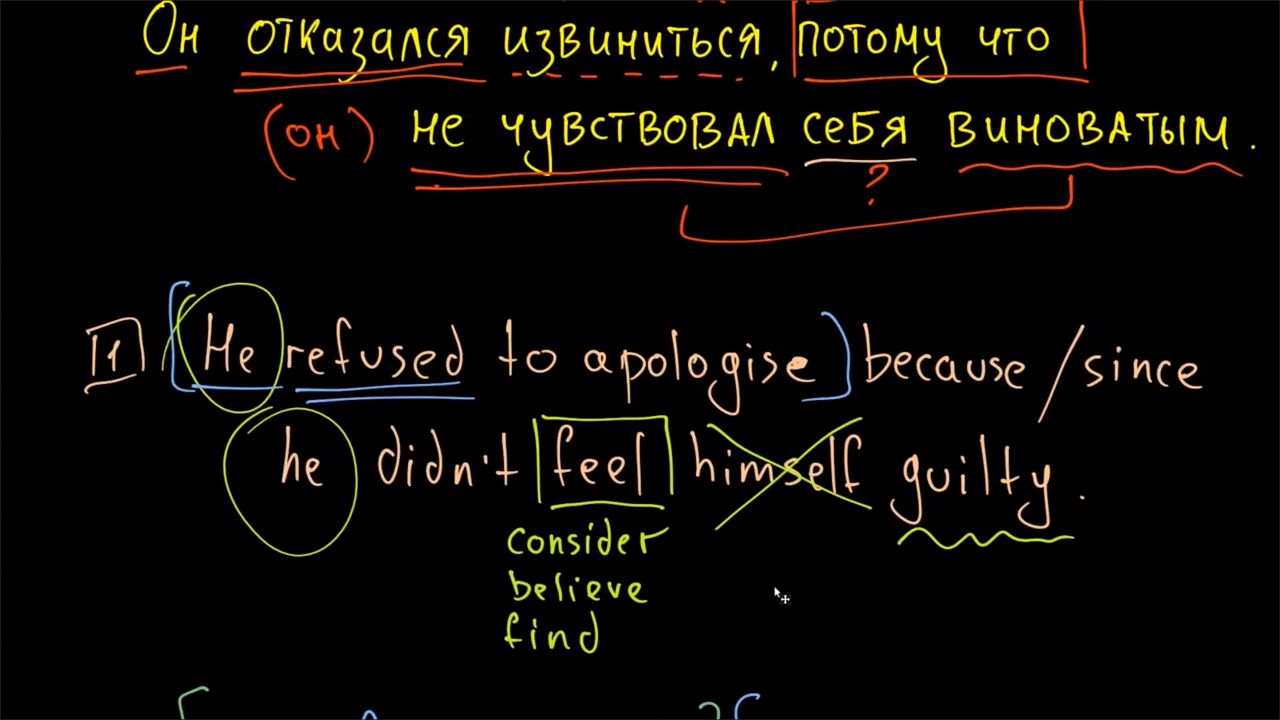 Он отказался извиниться, потому что
(он) не чувствовал себя виноватым.
?
П1 He refused to apologise because / since
he didn't feel himself guilty.
consider
believe
find